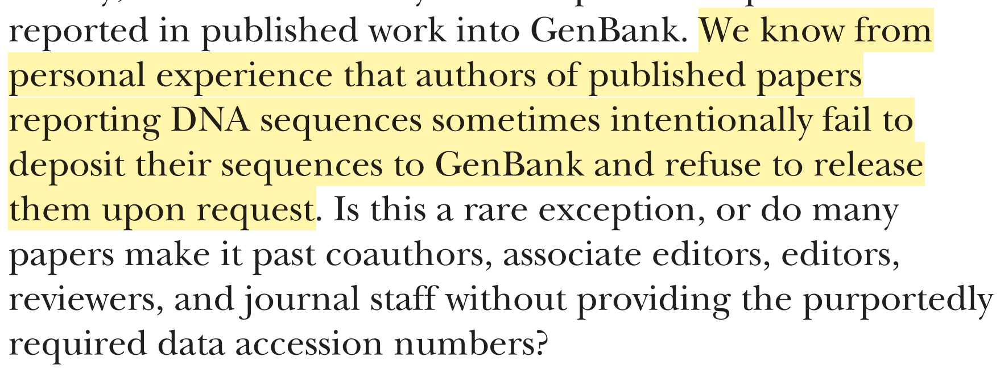 reported in published work into GenBank. We know from
personal experience that authors of published papers
reporting DNA sequences sometimes intentionally fail to
deposit their sequences to GenBank and refuse to release
them upon request. Is this a rare exception, or do many
papers make it past coauthors, associate editors, editors,
reviewers, and journal staff without providing the purportedly
required data accession numbers?